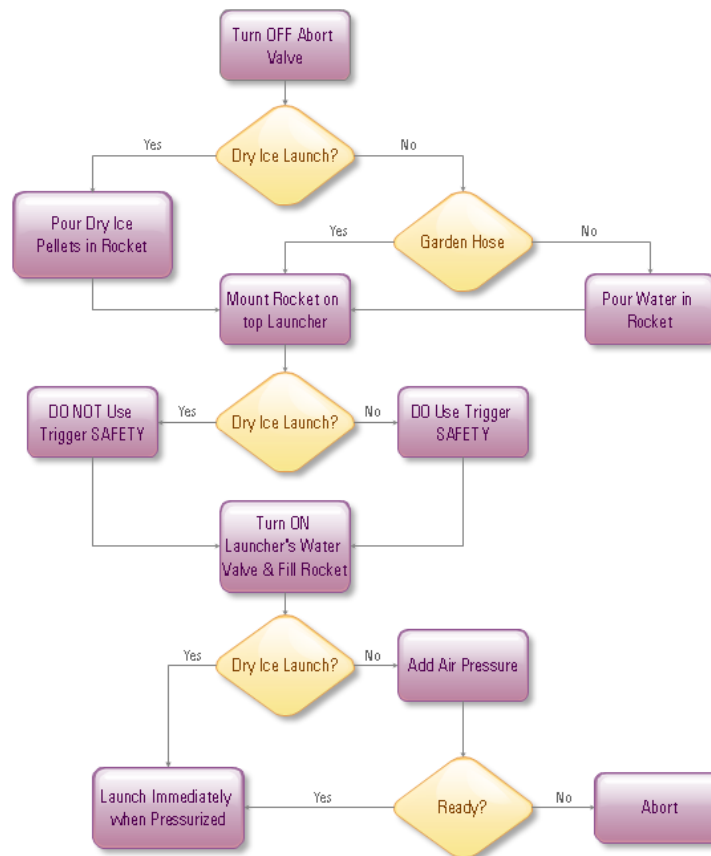 Turn OFF Abort
Valve
Dry Ice Launch?
Yes
No
Pour Dry Ice
Pellets in Rocket
Garden Hose
Yes
No
Mount Rocket on
top Launcher
Pour Water in
Rocket
DO NOT Use
Trigger SAFETY
Yes
Dry Ice Launch?
No
DO Use Trigger
SAFETY
Turn ON
Launcher's Water
Valve & Fill Rocket
Yes
Dry Ice Launch?
No
Add Air Pressure
Launch Immediately
when Pressurized
Yes
Ready?
No
Abort